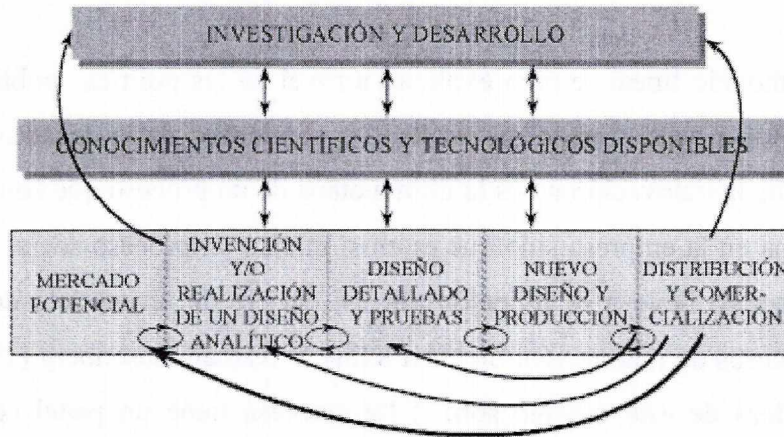 INVESTIGACIÓN Y DESARROLLO
CONOCIMIENTOS CIENTÍFICOS Y TECNOLÓGICOS DISPONIBLES
MERCADO
POTENCIAL
INVENCIÓN
Y/O
REALIZACIÓN
DE UN DISEÑO
ANALÍTICO
DISEÑO
DETALLADO
Y PRUEBAS
NUEVO
DISEÑO Y
PRODUCCIÓN
DISTRIBUCIÓN
Y COMER-
CIALIZACIÓN